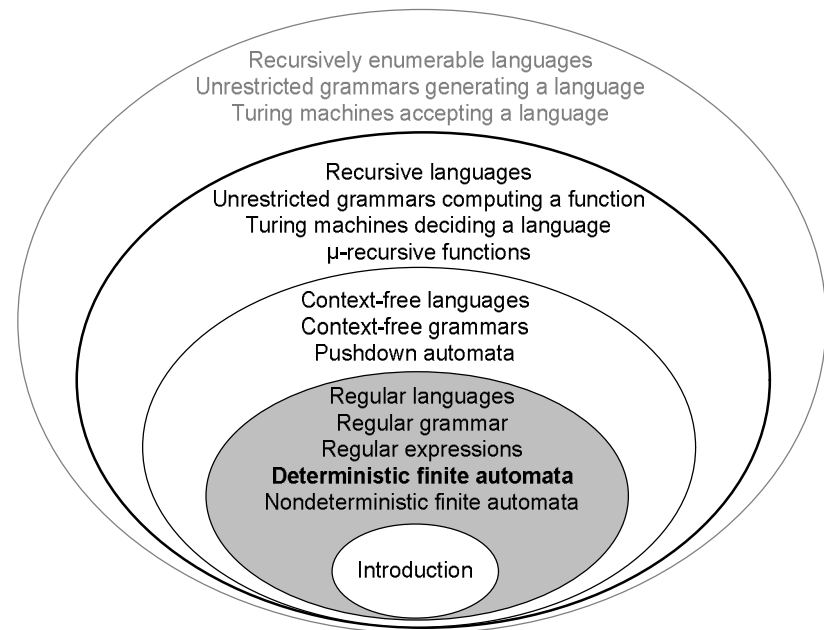 Recursively enumerable languages
Unrestricted grammars generating a language
Turing machines accepting a language
Recursive languages
Unrestricted grammars computing a function
Turing machines deciding a language
μ-recursive functions
Context-free languages
Context-free grammars
Pushdown automata
Regular languages
Regular grammar
Regular expressions
Deterministic finite automata
Nondeterministic finite automata
Introduction